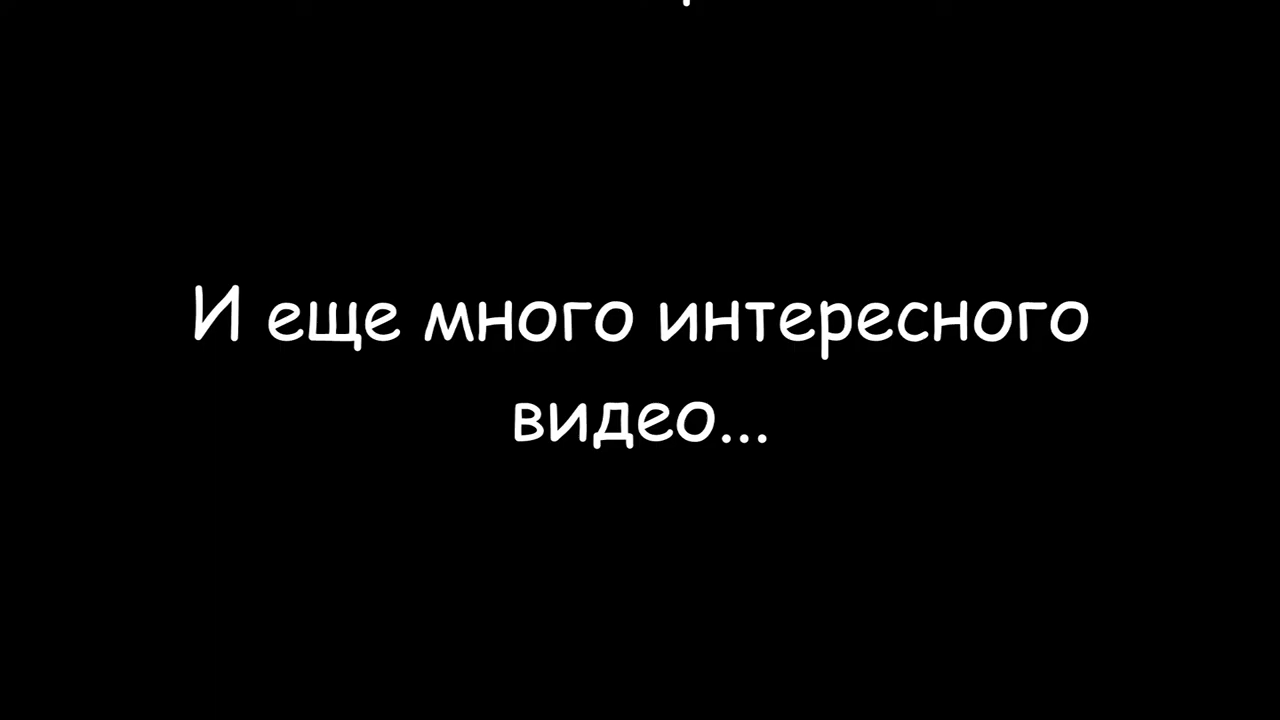 И еще много интересного
видео...